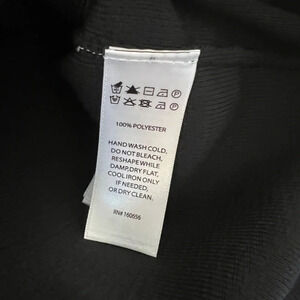 100% POLYESTER
HAND WASH COLD,
DO NOT BLEACH,
RESHAPE WHILE
DAMP,DRY FLAT,
COOL IRON ONLY
IF NEEDED,
OR DRY CLEAN.
RN# 160656